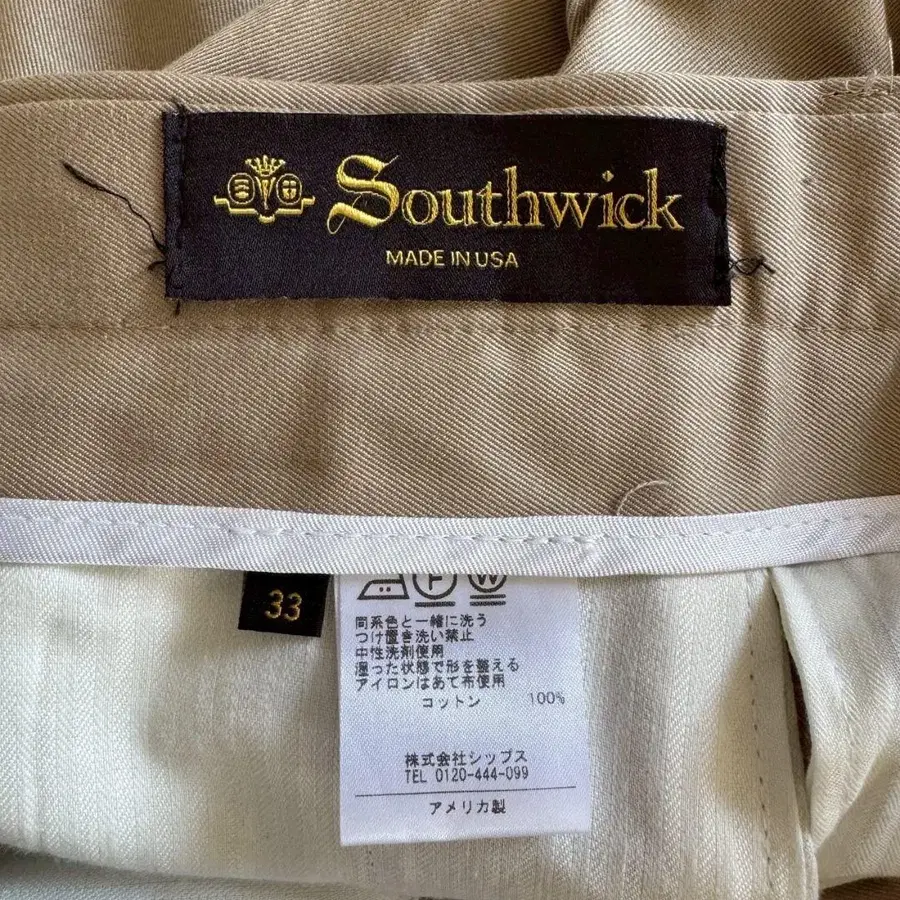 Southwick
MADE IN USA
33
F W
同系色と一緒に洗う
つけ置き洗い禁止
中性洗剤使用
湿った状態で形を整える
アイロンはあて布使用
コットン 100%
株式会社シップス
TEL 0120-444-099
アメリカ製